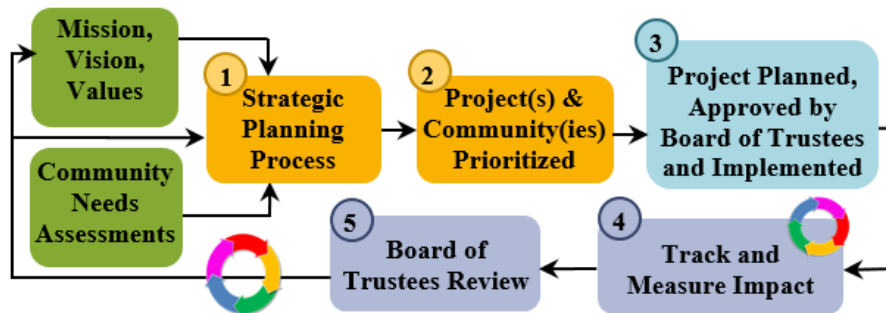 Mission,
Vision,
Values
Community
Needs
Assessments
1
Strategic
Planning
Process
2
Project(s) &
Community(ies)
Prioritized
3
Project Planned,
Approved by
Board of Trustees
and Implemented
4
Track and
Measure Impact
5
Board of
Trustees Review